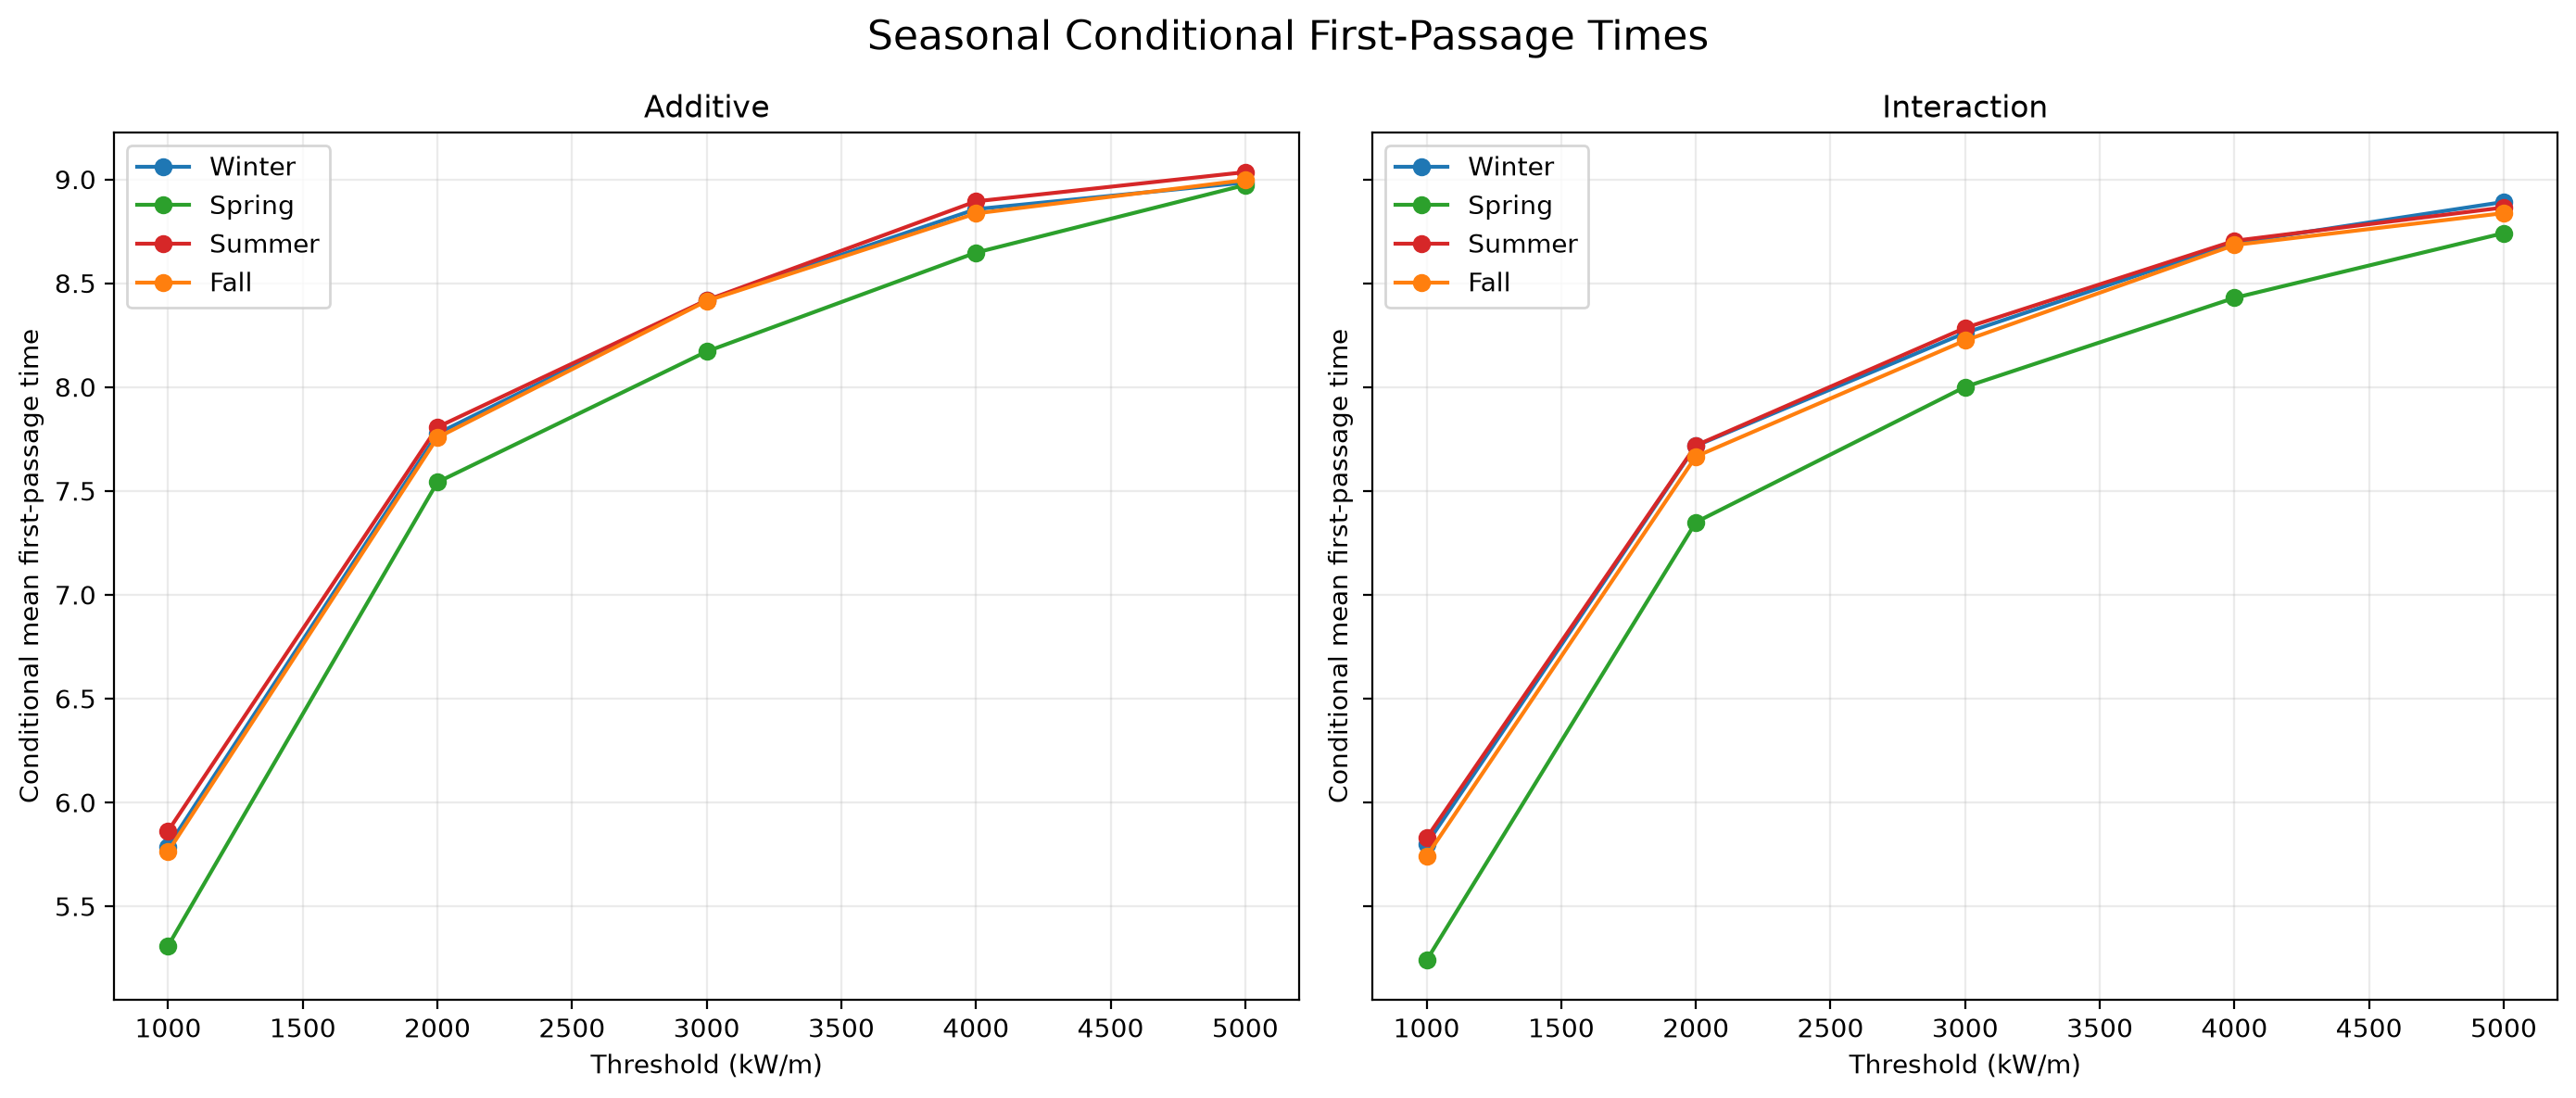 Seasonal Conditional First-Passage Times
Additive
Conditional mean first-passage time
9.0
8.5
8.0
7.5
7.0
6.5
6.0
5.5
Winter
Spring
Summer
Fall
1000 1500 2000 2500 3000 3500 4000 4500 5000
Threshold (kW/m)
Interaction
Conditional mean first-passage time
Winter
Spring
Summer
Fall
1000 1500 2000 2500 3000 3500 4000 4500 5000
Threshold (kW/m)